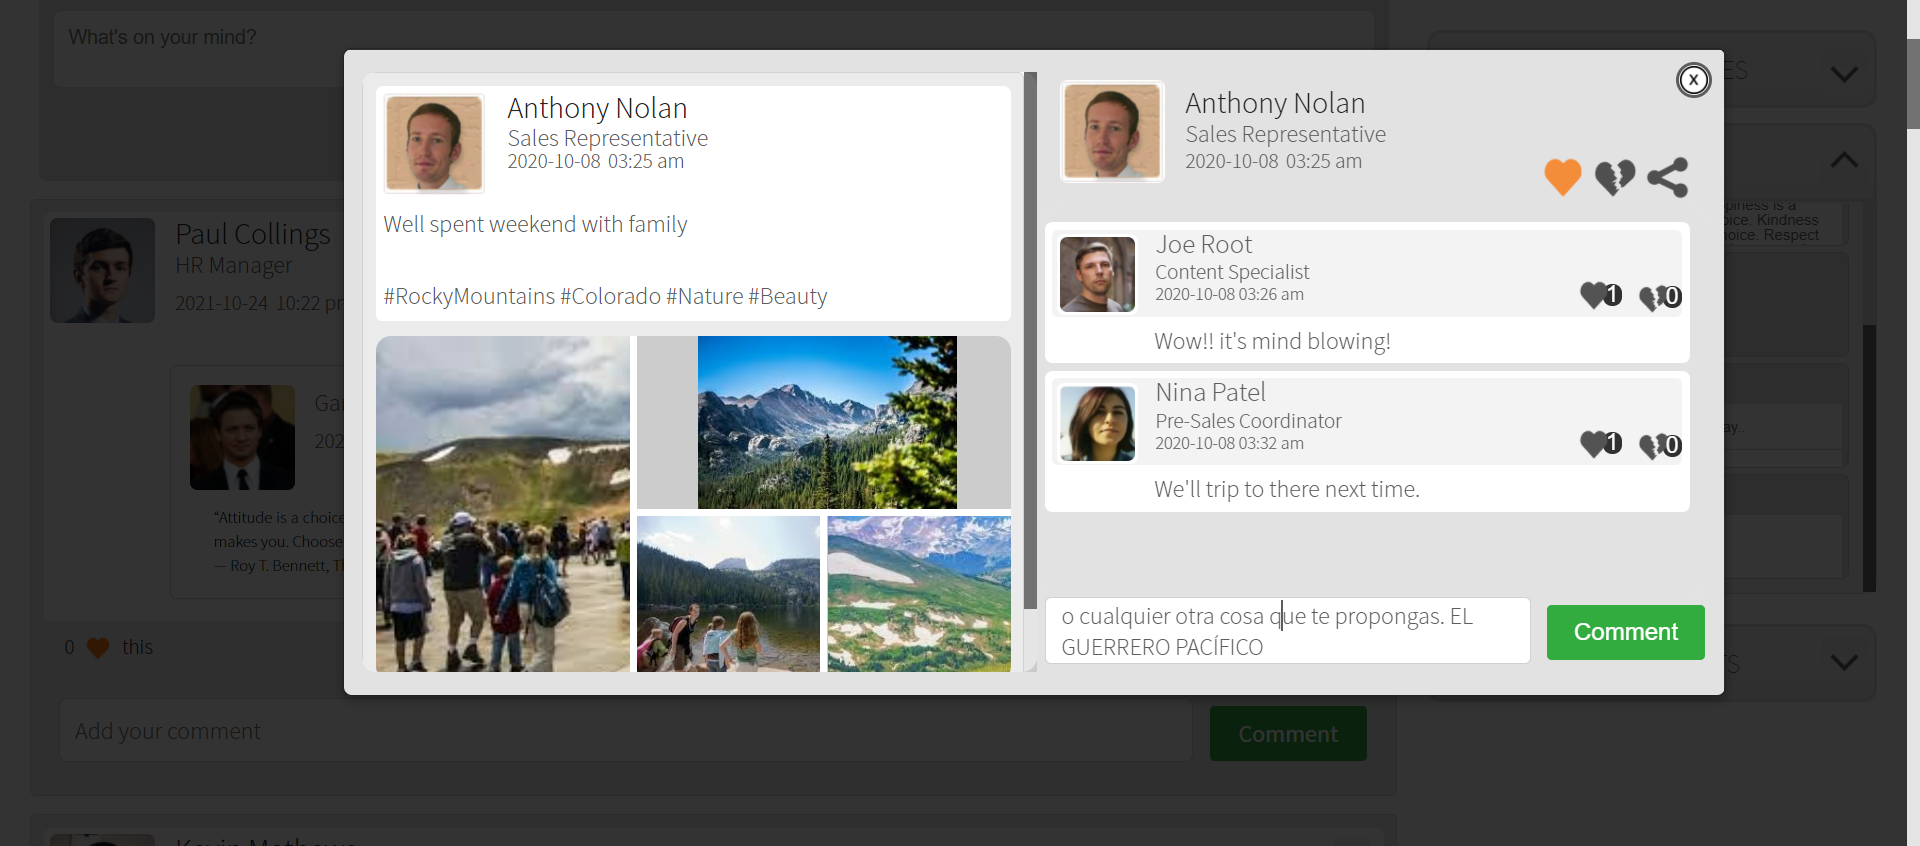 What's on your mind?
ES
Anthony Nolan
Sales Representative
2020-10-08 03:25 am
Well spent weekend with family
#RockyMountains #Colorado #Nature #Beauty
X
Anthony Nolan
Sales Representative
2020-10-08 03:25 am
Joe Root
Content Specialist
2020-10-08 03:26 am
1
0
Wow!! it's mind blowing!
Nina Patel
Pre-Sales Coordinator
2020-10-08 03:32 am
1
0
We'll trip to there next time.
o cualquier otra cosa que te propongas. EL
GUERRERO PACÍFICO
Comment
Paul Collings
HR Manager
2021-10-24 10:22 pm
Gar
202
“Attitude is a choice
makes you. Choose
— Roy T. Bennett,
0 this
Add your comment
Comment
Kevin Mathews
is a
Kindness
oice. Respect
ay..
TS